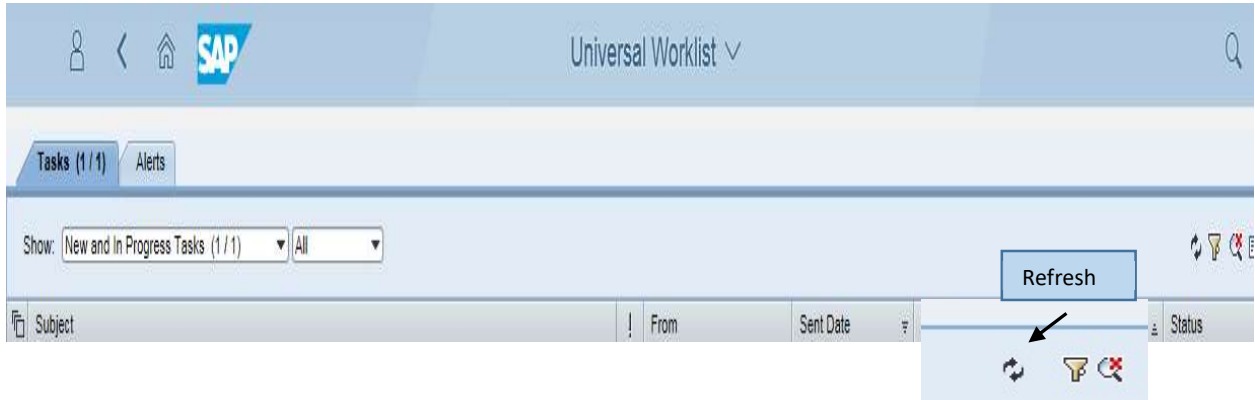 SAP Universal Worklist
Tasks (1 / 1) Alerts
Show: New and In Progress Tasks (1 / 1) All
Refresh
Subject ! From Sent Date Status